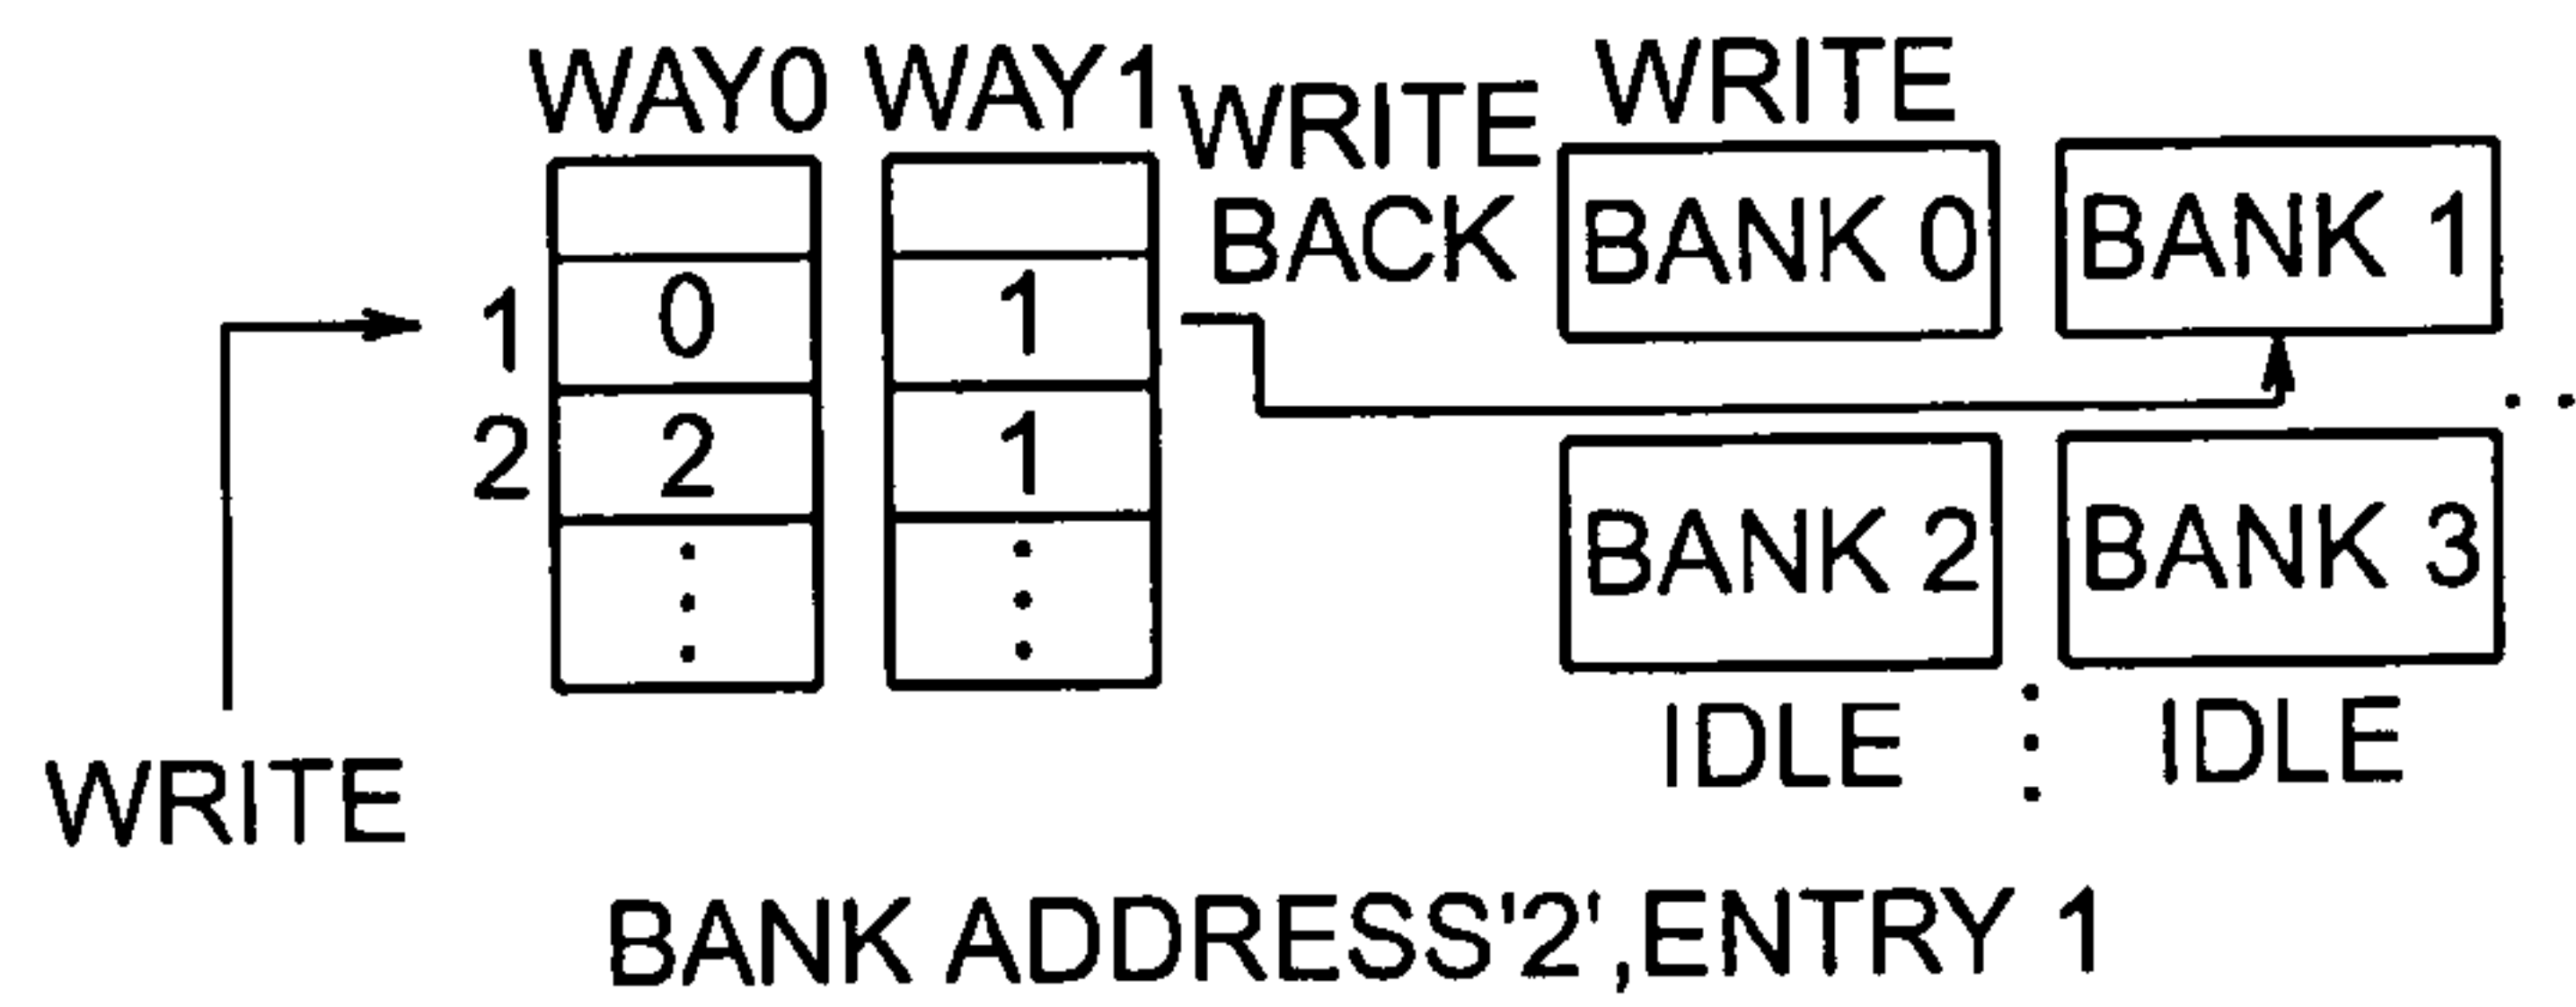 WAY0 WAY1
WRITE
BACK
WRITE
BANK 0 BANK 1
1 0 1
2 2 1
BANK 2 BANK 3
IDLE IDLE
WRITE
BANK ADDRESS'2',ENTRY 1